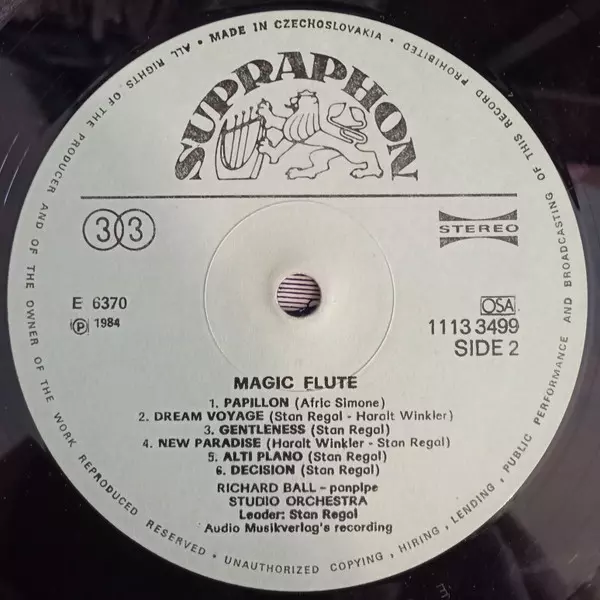 ALL RIGHTS OF THE PRODUCER AND OF THE OWNER OF THE WORK REPRODUCED RESERVED • UNAUTHORIZED COPYING, HIRING, LENDING, PUBLIC PERFORMANCE AND BROADCASTING OF THIS RECORD PROHIBITED • MADE IN CZECHOSLOVAKIA •
SUPRAPHON
33
STEREO
E 6370
OSA
℗ 1984
1113 3499
SIDE 2
MAGIC FLUTE
1. PAPILLON (Afric Simone)
2. DREAM VOYAGE (Stan Regal - Haralt Winkler)
3. GENTLENESS (Stan Regal)
4. NEW PARADISE (Haralt Winkler - Stan Regal)
5. ALTI PLANO (Stan Regal)
6. DECISION (Stan Regal)
RICHARD BALL - panpipe
STUDIO ORCHESTRA
Leader: Stan Regal
Audio Musikverlag's recording